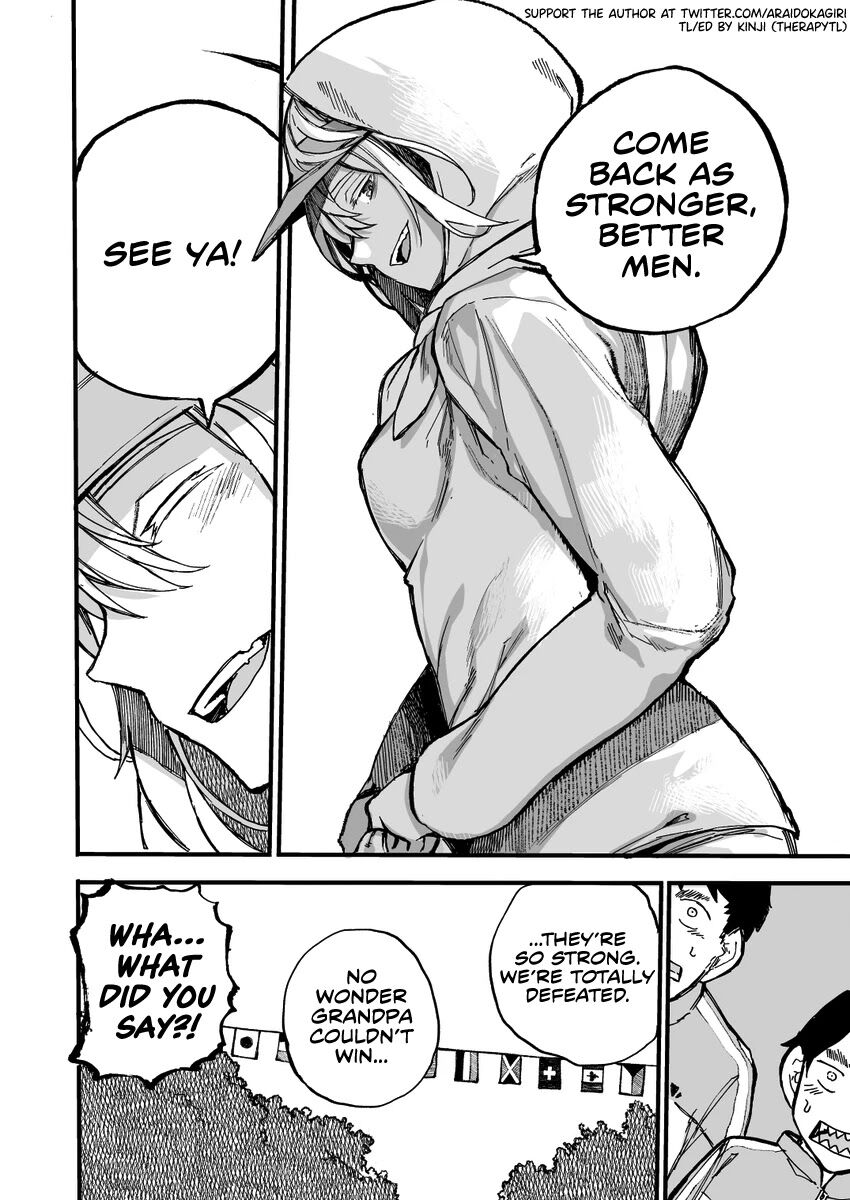 SUPPORT THE AUTHOR AT TWITTER.COM/ARAIDOKAGIRI
TL/ED BY KINJI (THERAPYTL)
COME
BACK AS
STRONGER,
BETTER
MEN.
SEE YA!
...THEY'RE
SO STRONG.
WE'RE TOTALLY
DEFEATED.
NO
WONDER
GRANDPA
COULDN'T
WIN...
WHA...
WHAT
DID YOU
SAY?!